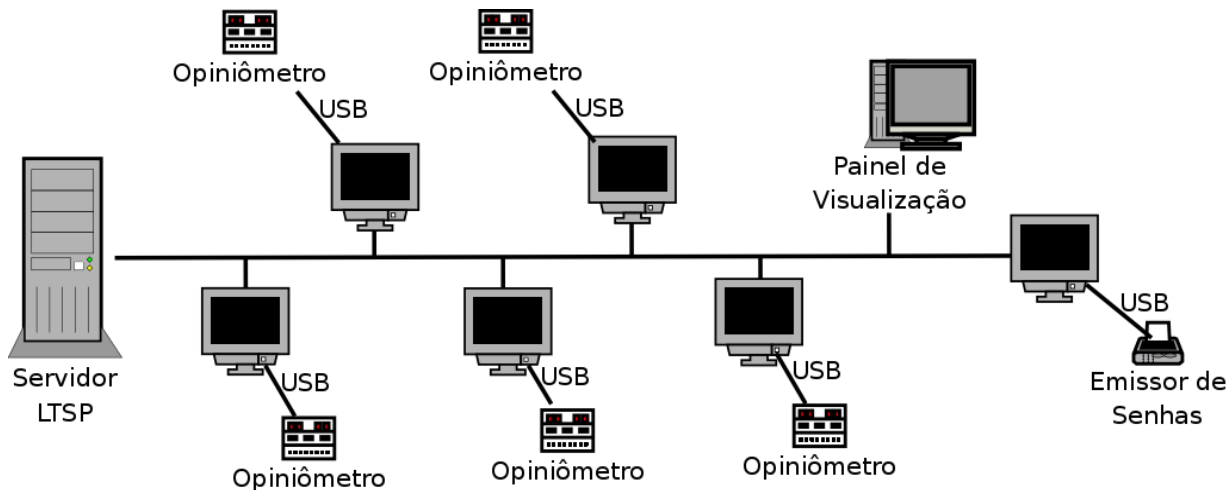 Opiniômetro
USB
Opiniômetro
USB
Painel de
Visualização
Servidor
LTSP
USB
Opiniômetro
USB
Opiniômetro
USB
Opiniômetro
USB
Emissor de
Senhas